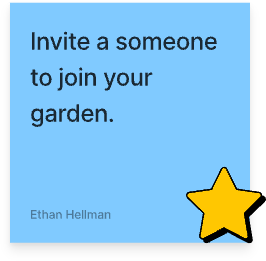 Invite a someone
to join your
garden.
Ethan Hellman